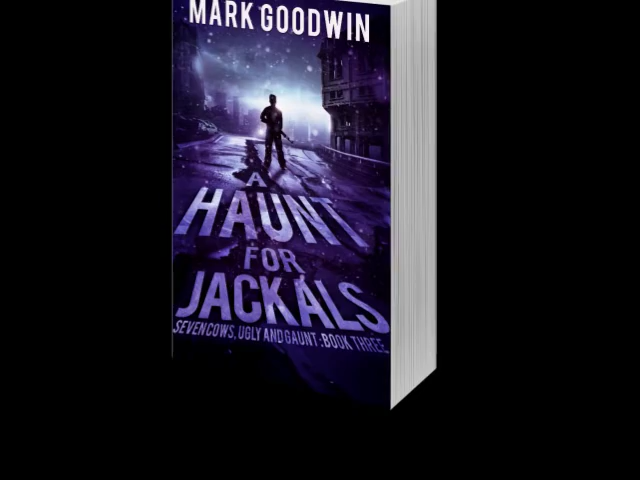 MARK GOODWIN
A
HAUNT
FOR
JACKALS
SEVEN COWS, UGLY AND GAUNT: BOOK THREE